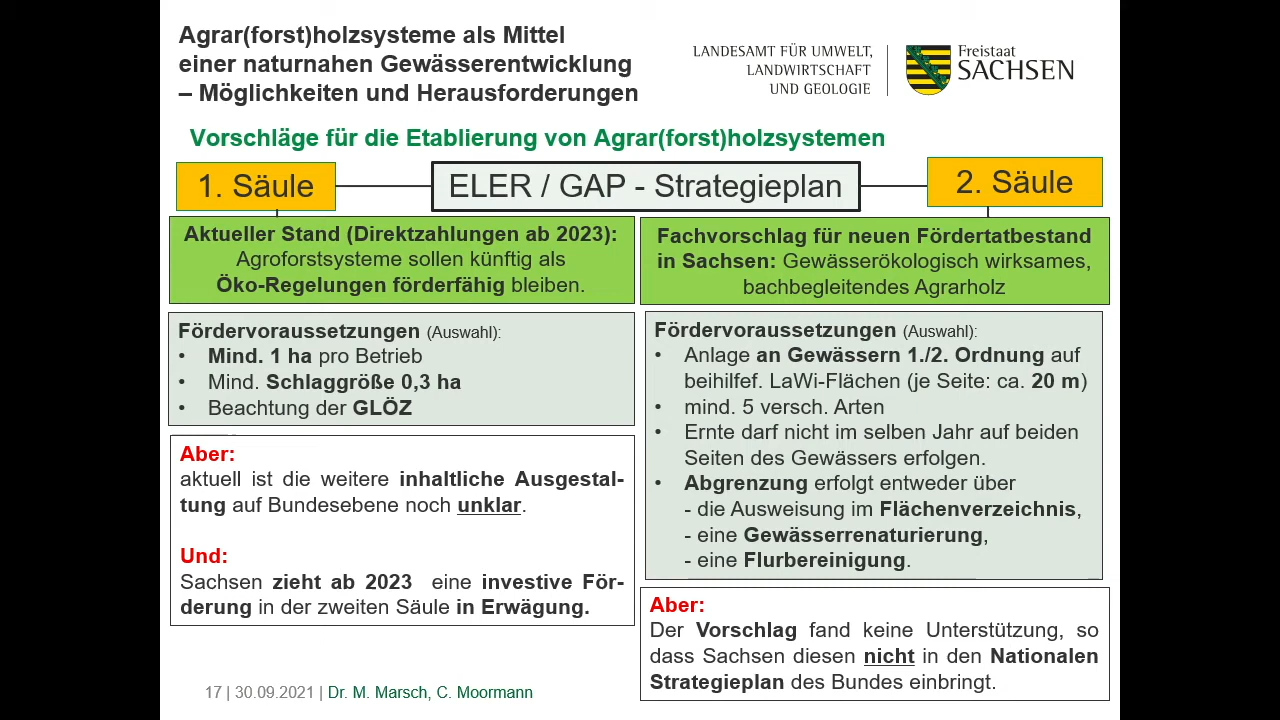 Agrar(forst)holzsysteme als Mittel
einer naturnahen Gewässerentwicklung
– Möglichkeiten und Herausforderungen
LANDESAMT FÜR UMWELT,
LANDWIRTSCHAFT
UND GEOLOGIE
Freistaat
SACHSEN
Vorschläge für die Etablierung von Agrar(forst)holzsystemen
1. Säule
ELER / GAP - Strategieplan
2. Säule
Aktueller Stand (Direktzahlungen ab 2023):
Agroforstsysteme sollen künftig als
Öko-Regelungen förderfähig bleiben.
Fördervoraussetzungen (Auswahl):
• Mind. 1 ha pro Betrieb
• Mind. Schlaggröße 0,3 ha
• Beachtung der GLÖZ
Aber:
aktuell ist die weitere inhaltliche Ausgestal-
tung auf Bundesebene noch unklar.
Und:
Sachsen zieht ab 2023 eine investive För-
derung in der zweiten Säule in Erwägung.
Fachvorschlag für neuen Fördertatbestand
in Sachsen: Gewässerökologisch wirksames,
bachbegleitendes Agrarholz
Fördervoraussetzungen (Auswahl):
• Anlage an Gewässern 1./2. Ordnung auf
beihilfef. LaWi-Flächen (je Seite: ca. 20 m)
• mind. 5 versch. Arten
• Ernte darf nicht im selben Jahr auf beiden
Seiten des Gewässers erfolgen.
• Abgrenzung erfolgt entweder über
- die Ausweisung im Flächenverzeichnis,
- eine Gewässerrenaturierung,
- eine Flurbereinigung.
Aber:
Der Vorschlag fand keine Unterstützung, so
dass Sachsen diesen nicht in den Nationalen
Strategieplan des Bundes einbringt.
17 | 30.09.2021 | Dr. M. Marsch, C. Moormann